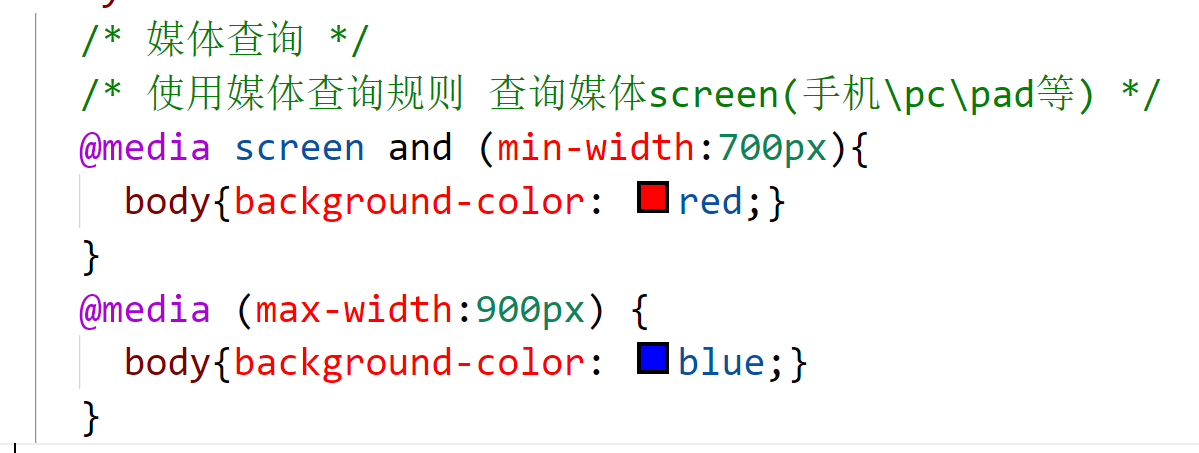 /* 媒体查询 */
/* 使用媒体查询规则 查询媒体screen(手机\pc\pad等) */
@media screen and (min-width:700px){
body{background-color: red;}
}
@media (max-width:900px) {
body{background-color: blue;}
}